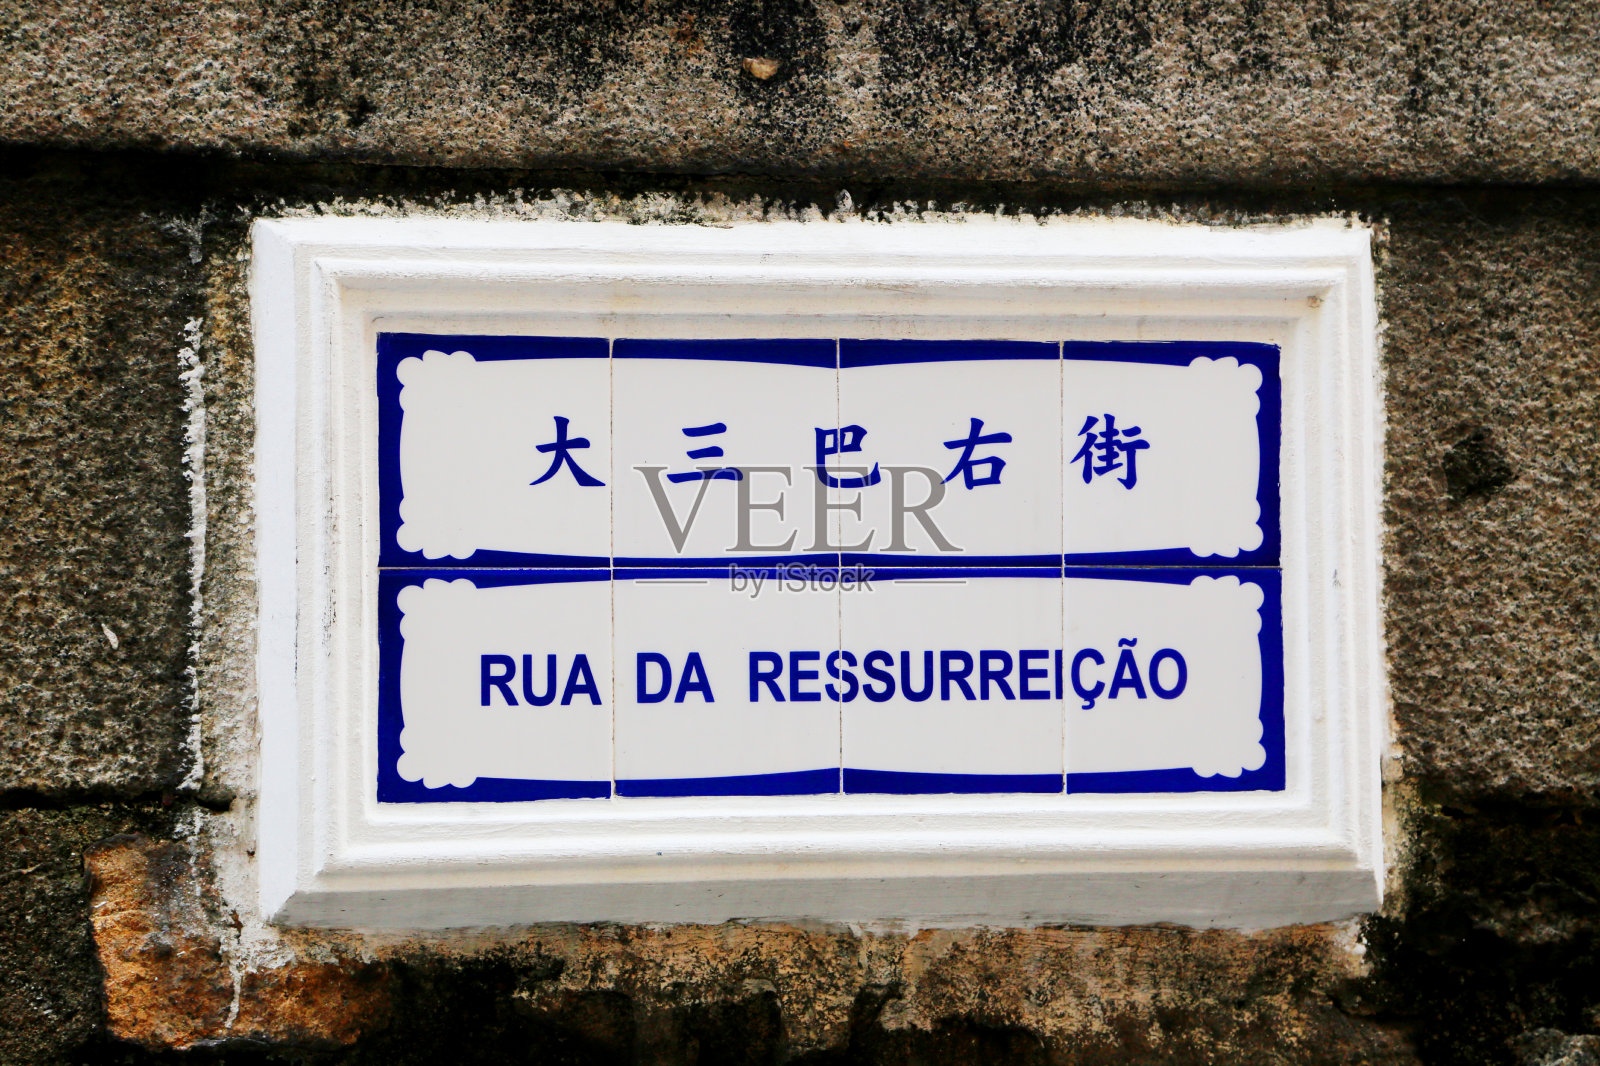 大三巴右街
VEER
by iStock
RUA DA RESSURREIÇÃO